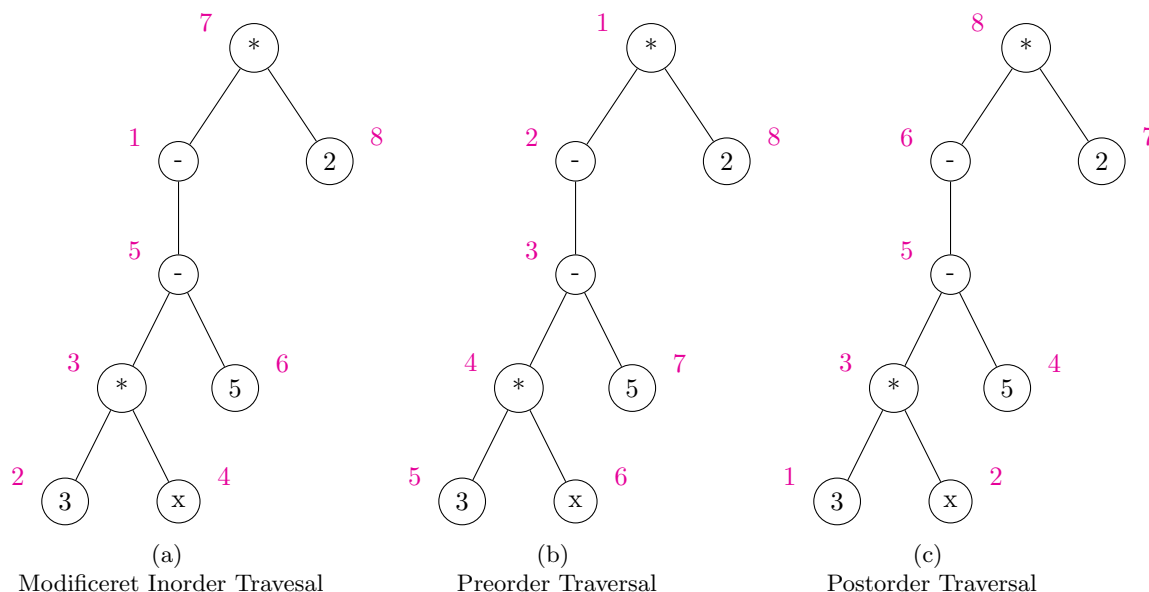 7 * 1 * 8 *
1 - 2 8 2 - 2 8 6 - 2 7
5 - 3 - 5 -
3 * 5 6 4 * 5 7 3 * 5 4
2 3 x 4 5 3 x 6 1 3 x 2
(a) (b) (c)
Modificeret Inorder Travesal Preorder Traversal Postorder Traversal